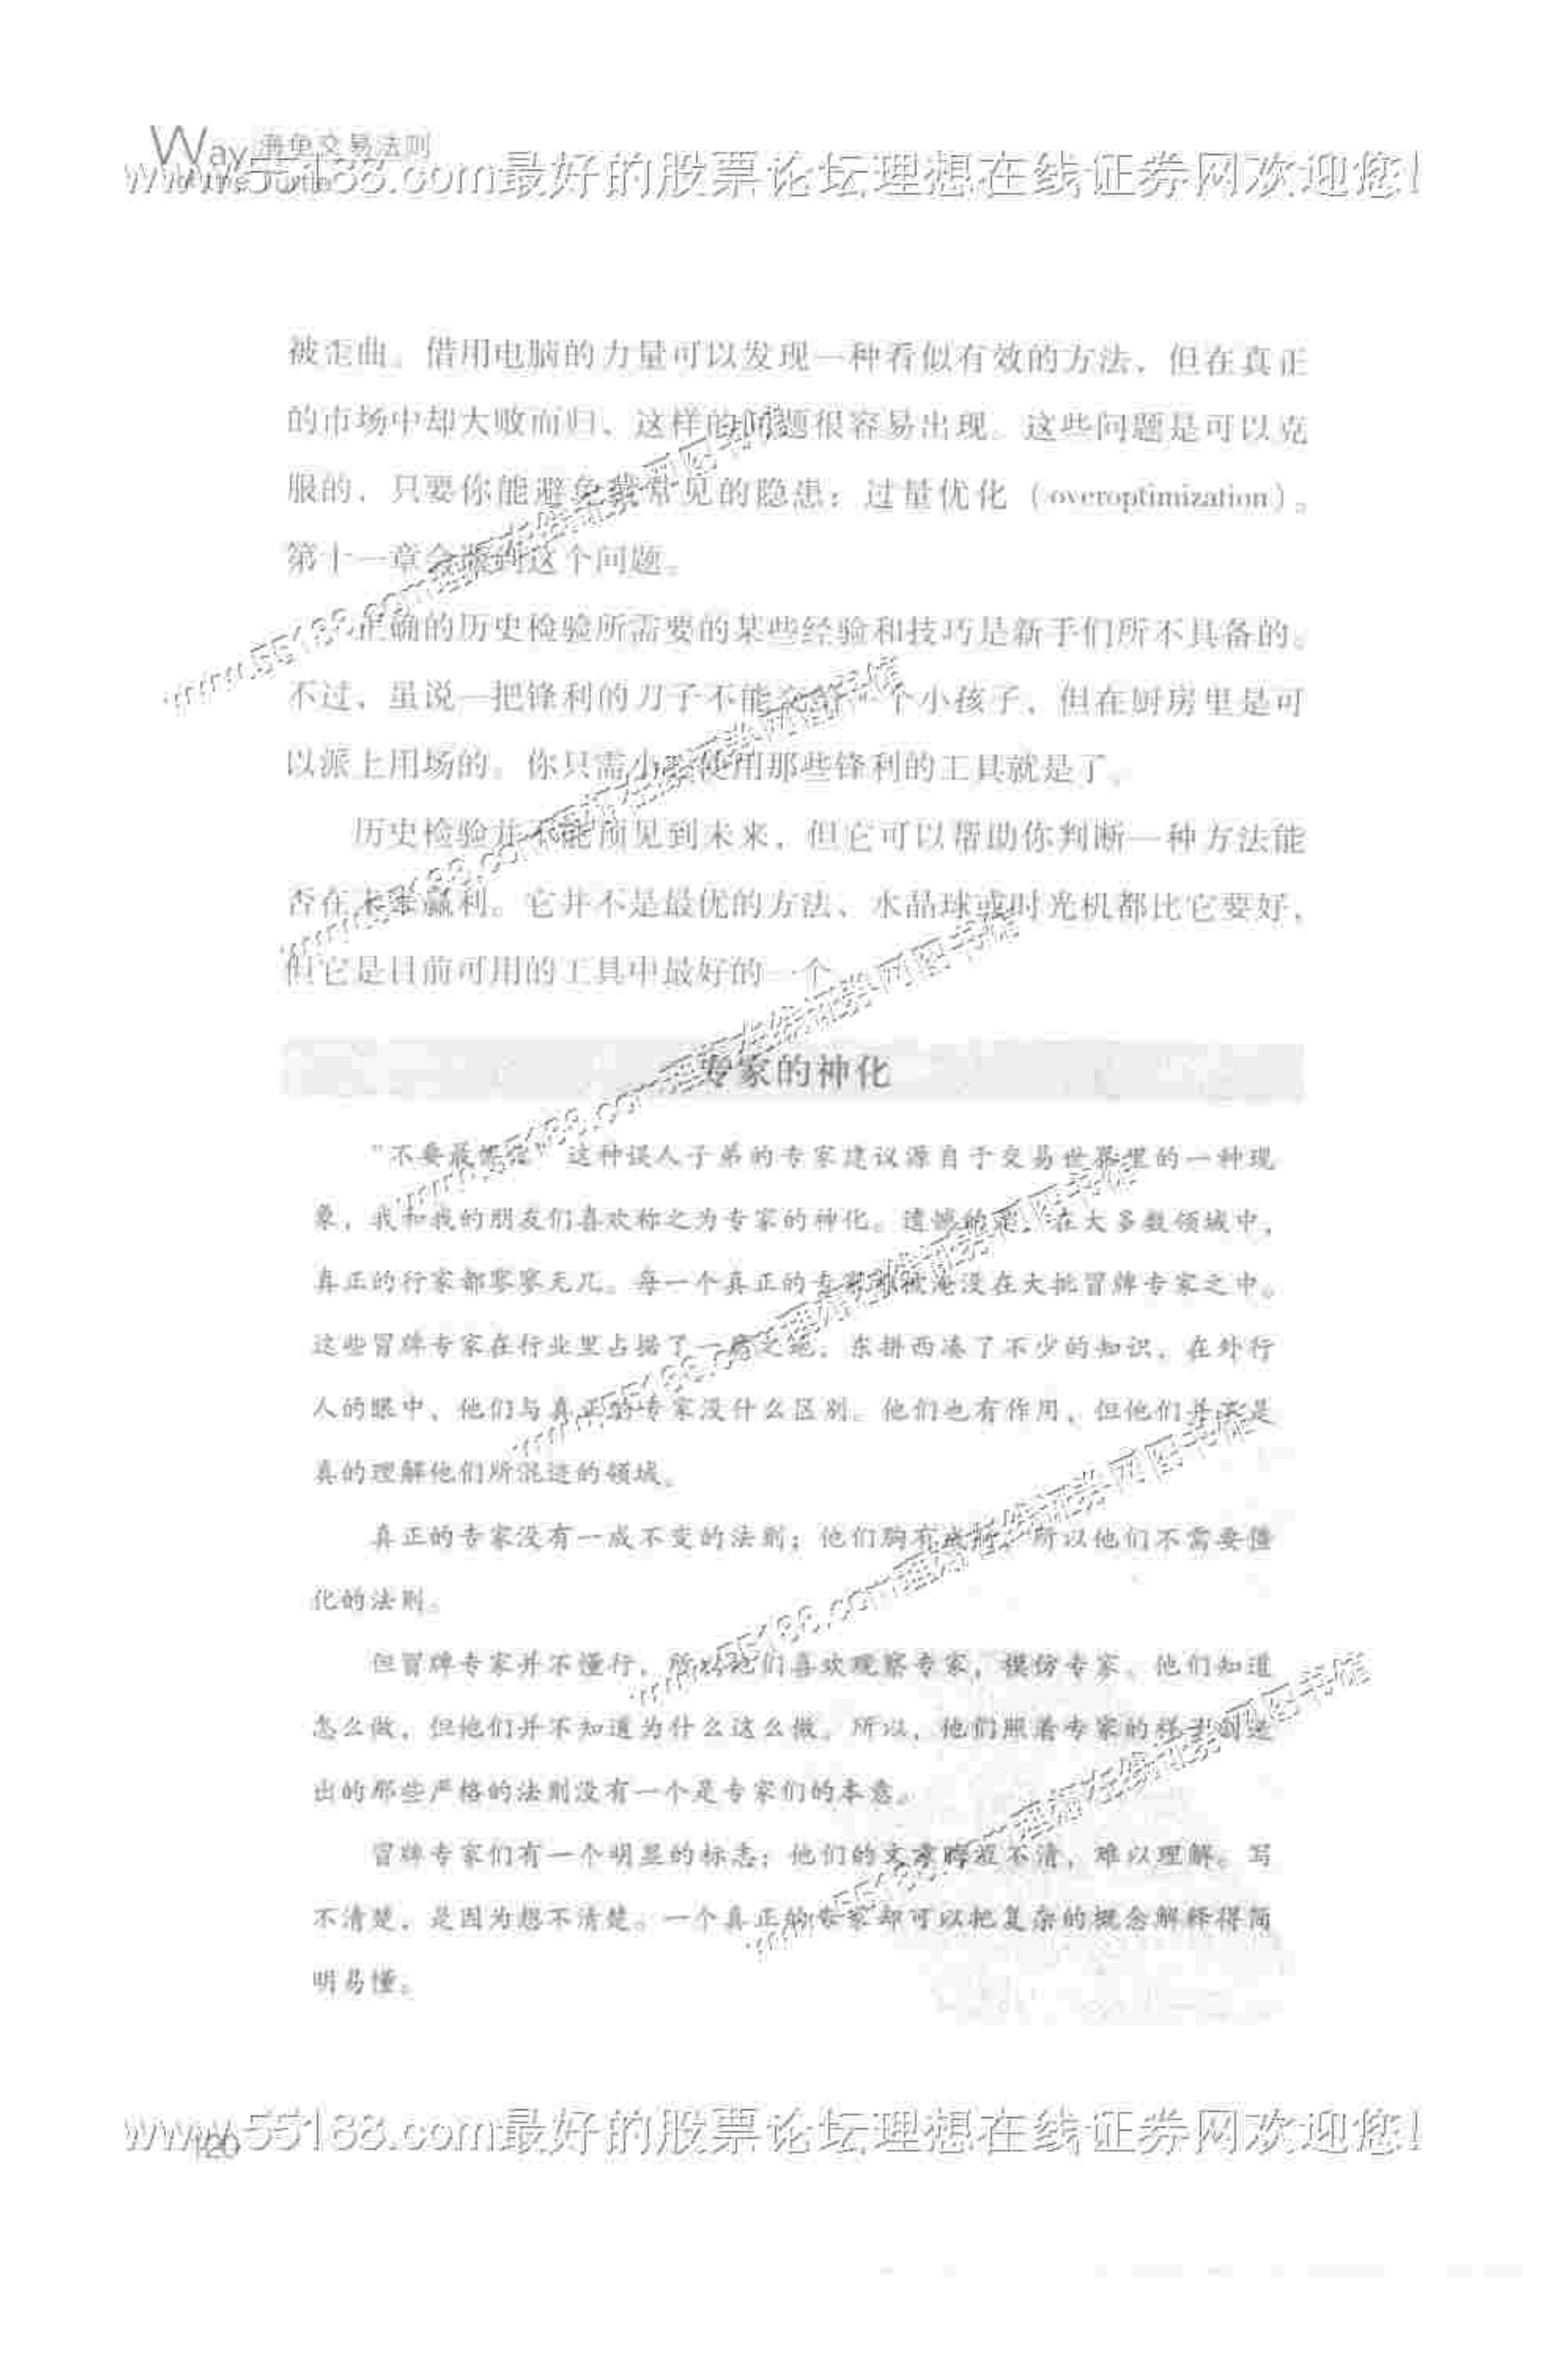 Way 海龟交易法则
www.55188.com最好的股票论坛理想在线证券网欢迎您!
被歪曲。借用电脑的力量可以发现一种看似有效的方法，但在真正
的市场中却大败而归，这样的问题很容易出现。这些问题是可以克
服的，只要你能避免最常见的隐患：过量优化（overoptimization）。
第十一章会谈到这个问题。
正确的历史检验所需要的某些经验和技巧是新手们所不具备的。
不过，虽说一把锋利的刀子不能交给一个小孩子，但在厨房里是可
以派上用场的。你只需小心使用那些锋利的工具就是了。
历史检验并不能预见到未来，但它可以帮助你判断一种方法能
否在未来赢利。它并不是最优的方法，水晶球或时光机都比它要好，
但它是目前可用的工具中最好的一个。
专家的神化
“不要最优化”这种误人子弟的专家建议源自于交易世界里的一种现
象，我和我的朋友们喜欢称之为专家的神化。遗憾的是，在大多数领域中，
真正的行家都寥寥无几。每一个真正的专家都被淹没在大批冒牌专家之中。
这些冒牌专家在行业里占据了一席之地，东拼西凑了不少的知识，在外行
人的眼中，他们与真正的专家没什么区别。他们也有作用，但他们并不是
真的理解他们所混迹的领域。
真正的专家没有一成不变的法则；他们胸有成竹，所以他们不需要僵
化的法则。
但冒牌专家并不懂行，所以他们喜欢观察专家，模仿专家。他们知道
怎么做，但他们并不知道为什么这么做。所以，他们照着专家的样子创造
出的那些严格的法则没有一个是专家们的本意。
冒牌专家们有一个明显的标志：他们的文章晦涩不清，难以理解。写
不清楚，是因为想不清楚。一个真正的专家却可以把复杂的概念解释得简
明易懂。
www.55188.com最好的股票论坛理想在线证券网欢迎您!
120